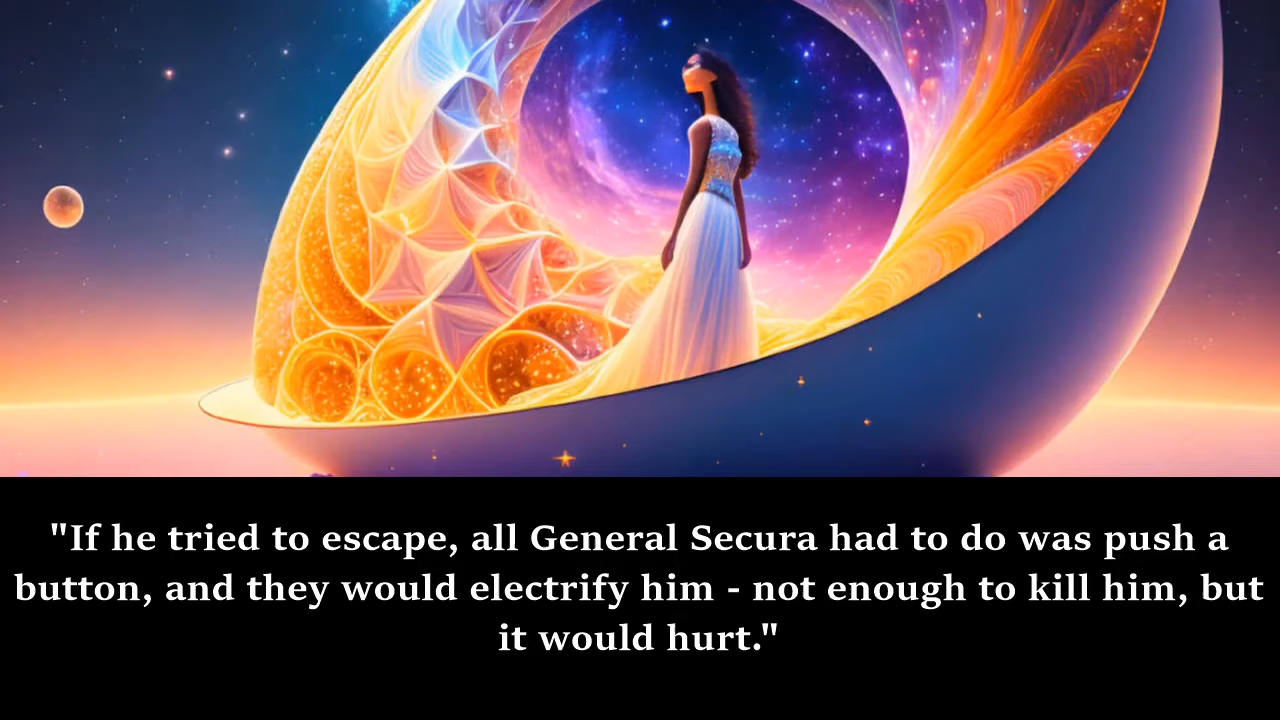 "If he tried to escape, all General Secura had to do was push a
button, and they would electrify him - not enough to kill him, but
it would hurt."